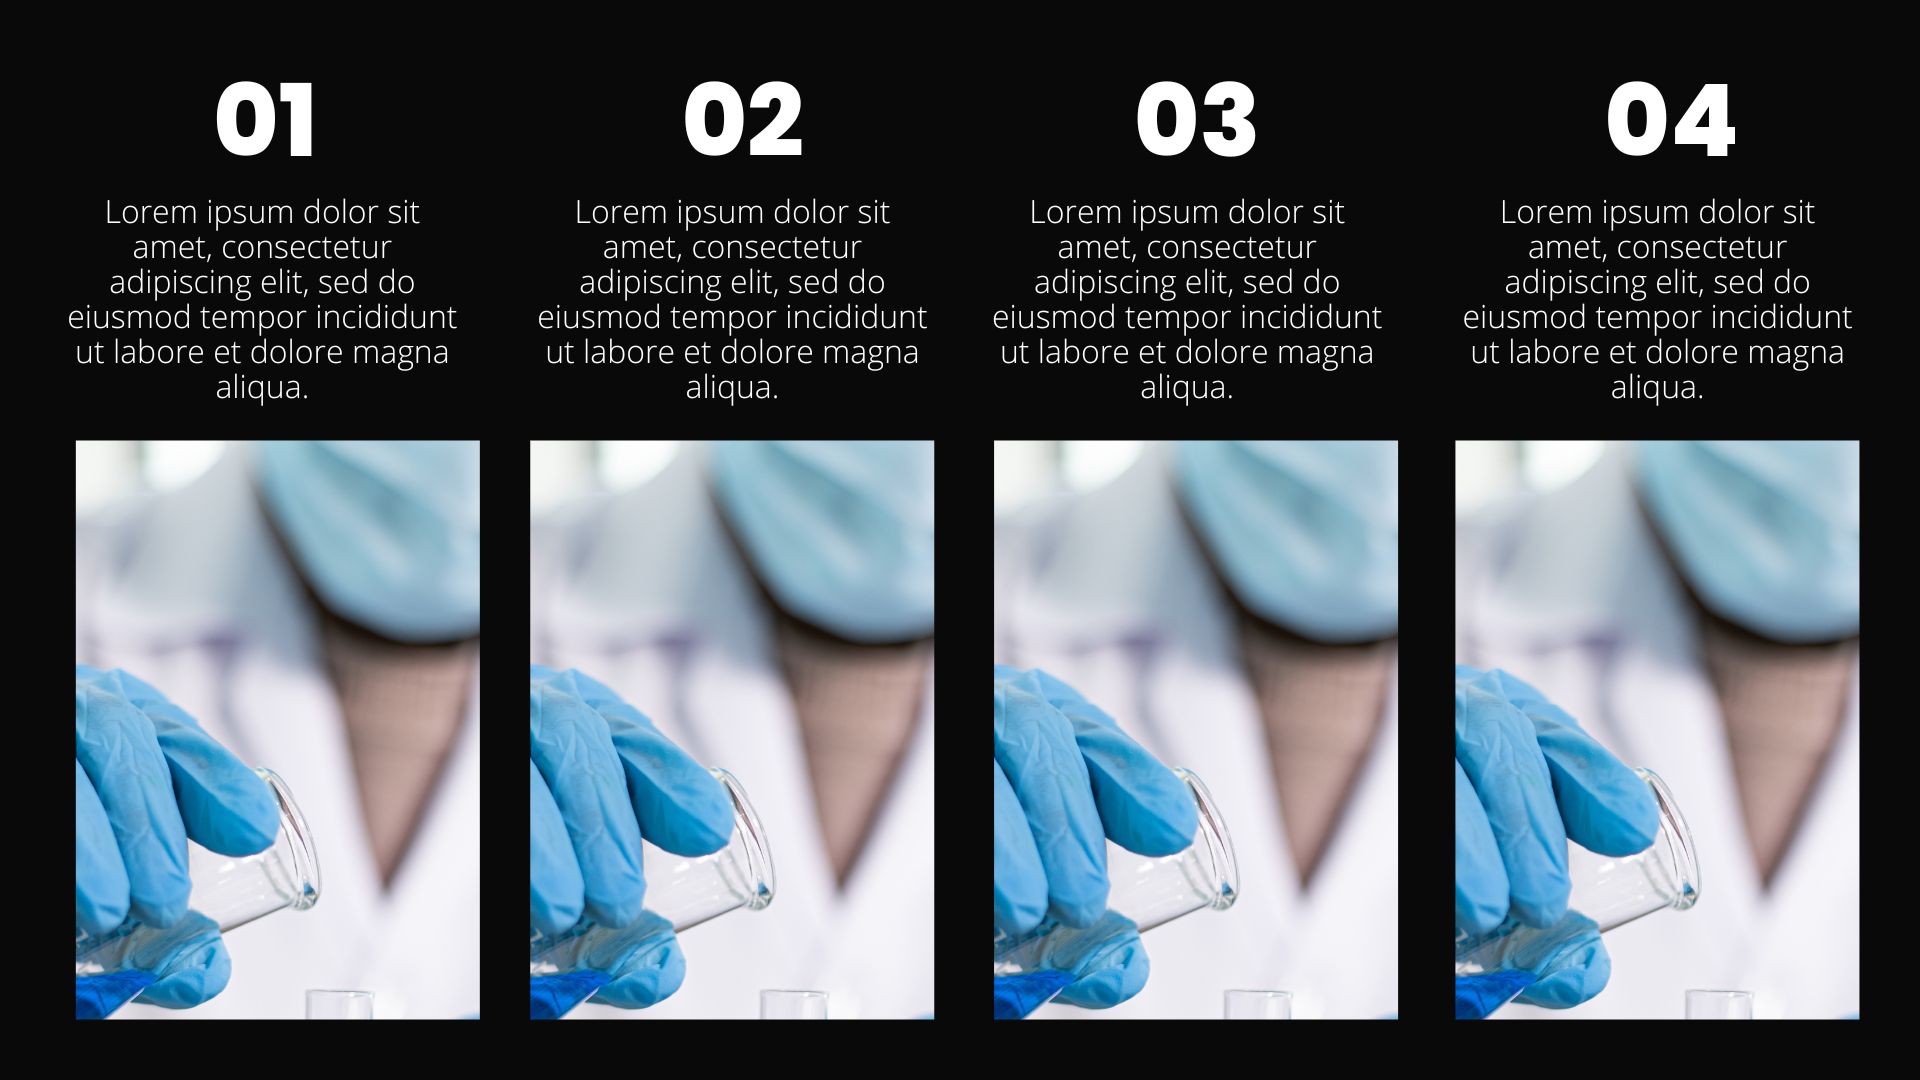 01
Lorem ipsum dolor sit
amet, consectetur
adipiscing elit, sed do
eiusmod tempor incididunt
ut labore et dolore magna
aliqua.
02
Lorem ipsum dolor sit
amet, consectetur
adipiscing elit, sed do
eiusmod tempor incididunt
ut labore et dolore magna
aliqua.
03
Lorem ipsum dolor sit
amet, consectetur
adipiscing elit, sed do
eiusmod tempor incididunt
ut labore et dolore magna
aliqua.
04
Lorem ipsum dolor sit
amet, consectetur
adipiscing elit, sed do
eiusmod tempor incididunt
ut labore et dolore magna
aliqua.